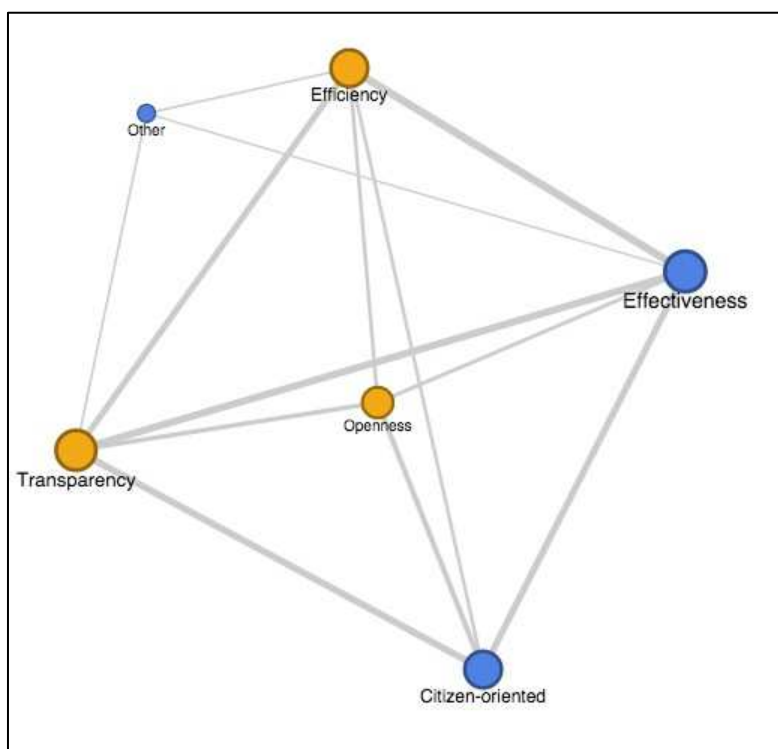 Efficiency
Other
Effectiveness
Openness
Transparency
Citizen-oriented